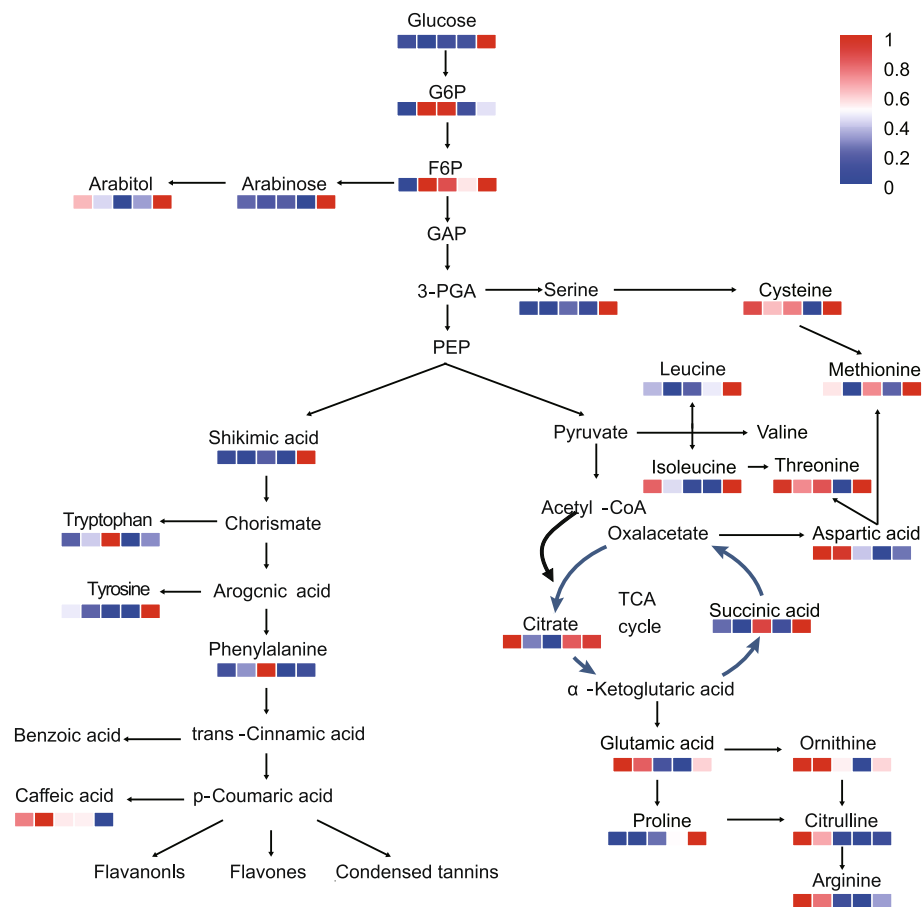 Glucose
1
0.8
0.6
0.4
0.2
0
G6P
F6P
Arabitol
Arabinose
GAP
3-PGA
Serine
Cysteine
PEP
Leucine
Methionine
Shikimic acid
Pyruvate
Valine
Isoleucine
Threonine
Acetyl -CoA
Tryptophan
Chorismate
Oxalacetate
Aspartic acid
Tyrosine
Arogcnic acid
TCA
cycle
Citrate
Succinic acid
Phenylalanine
α -Ketoglutaric acid
Benzoic acid
trans -Cinnamic acid
Glutamic acid
Ornithine
Caffeic acid
p-Coumaric acid
Proline
Citrulline
Flavanonls
Flavones
Condensed tannins
Arginine